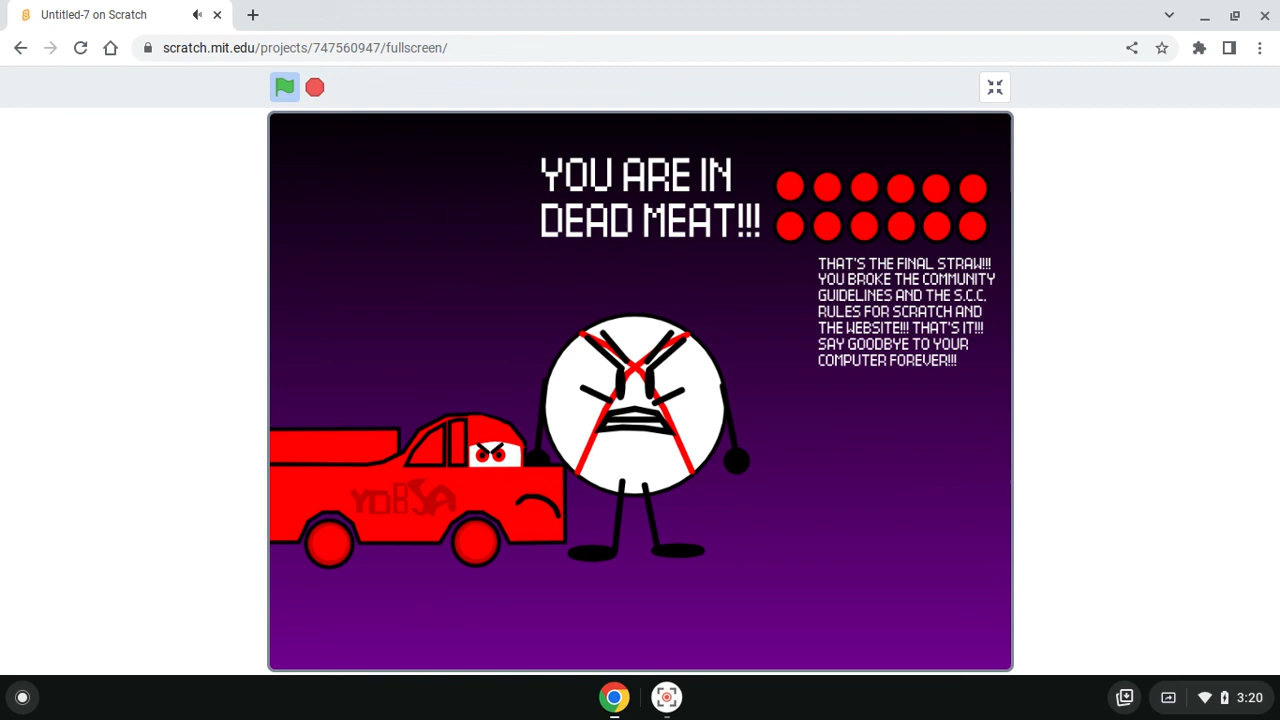 Untitled-7 on Scratch
scratch.mit.edu/projects/747560947/fullscreen/
YOU ARE IN
DEAD MEAT!!!
THAT'S THE FINAL STRAW!!!
YOU BROKE THE COMMUNITY
GUIDELINES AND THE S.C.C.
RULES FOR SCRATCH AND
THE WEBSITE!!! THAT'S IT!!!
SAY GOODBYE TO YOUR
COMPUTER FOREVER!!!
3:20